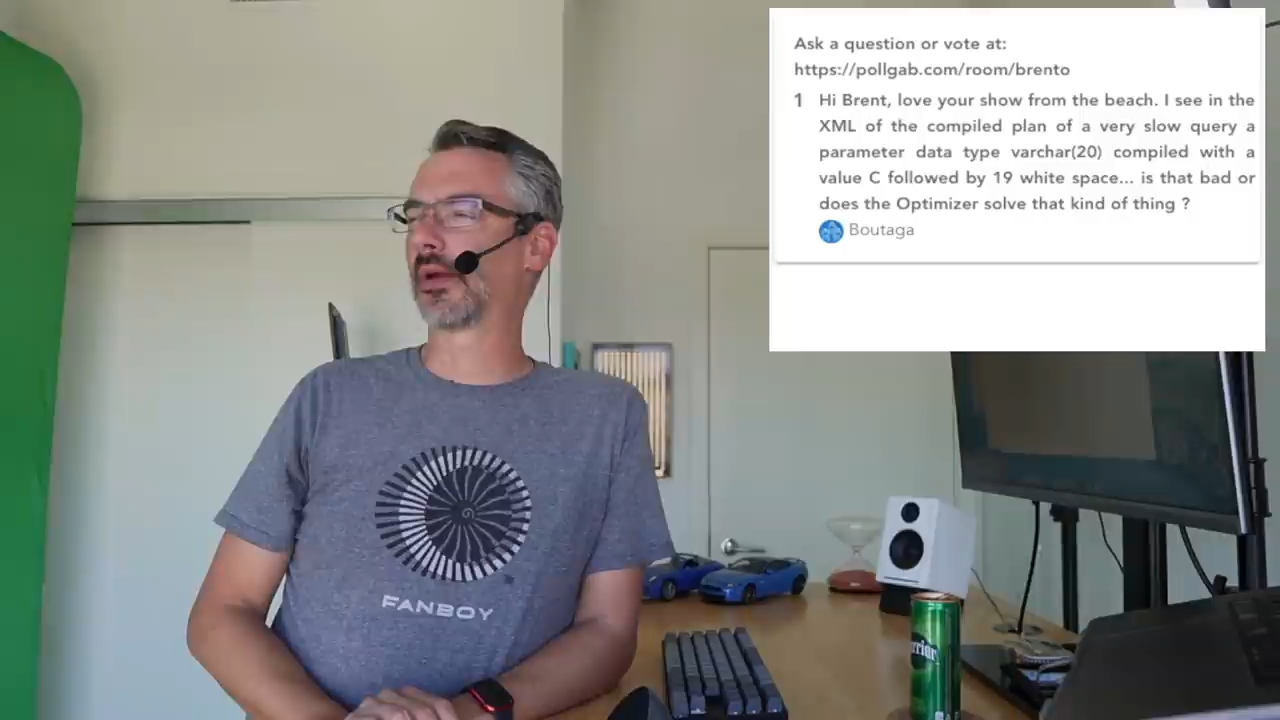 Ask a question or vote at:
https://pollgab.com/room/brento
1 Hi Brent, love your show from the beach. I see in the
XML of the compiled plan of a very slow query a
parameter data type varchar(20) compiled with a
value C followed by 19 white space... is that bad or
does the Optimizer solve that kind of thing ?
Boutaga
FANBOY